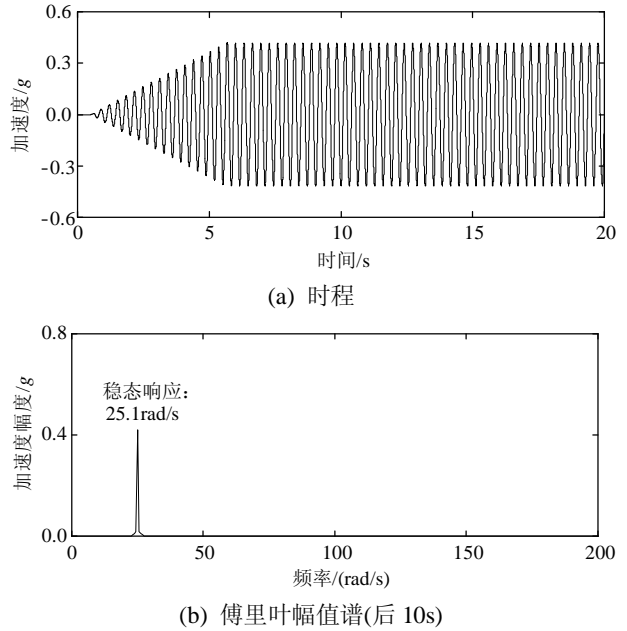 0.6
0.3
0.0
-0.3
-0.6
加速度/g
0 5 10 15 20
时间/s
(a) 时程
0.8
0.4
0.0
加速度幅度/g
稳态响应：
25.1rad/s
0 50 100 150 200
频率/(rad/s)
(b) 傅里叶幅值谱(后 10s)